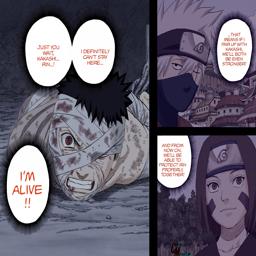 ...THAT
MEANS IF I
PAIR UP WITH
KAKASHI,
WE'LL BOTH
BE EVEN
STRONGER!
AND FROM
NOW ON,
WE'LL BE
ABLE TO
PROTECT RIN
PROPERLY
TOGETHER!
I DEFINITELY
CAN'T STAY
HERE...
JUST YOU
WAIT,
KAKASHI...
RIN...!
I'M
ALIVE
!!